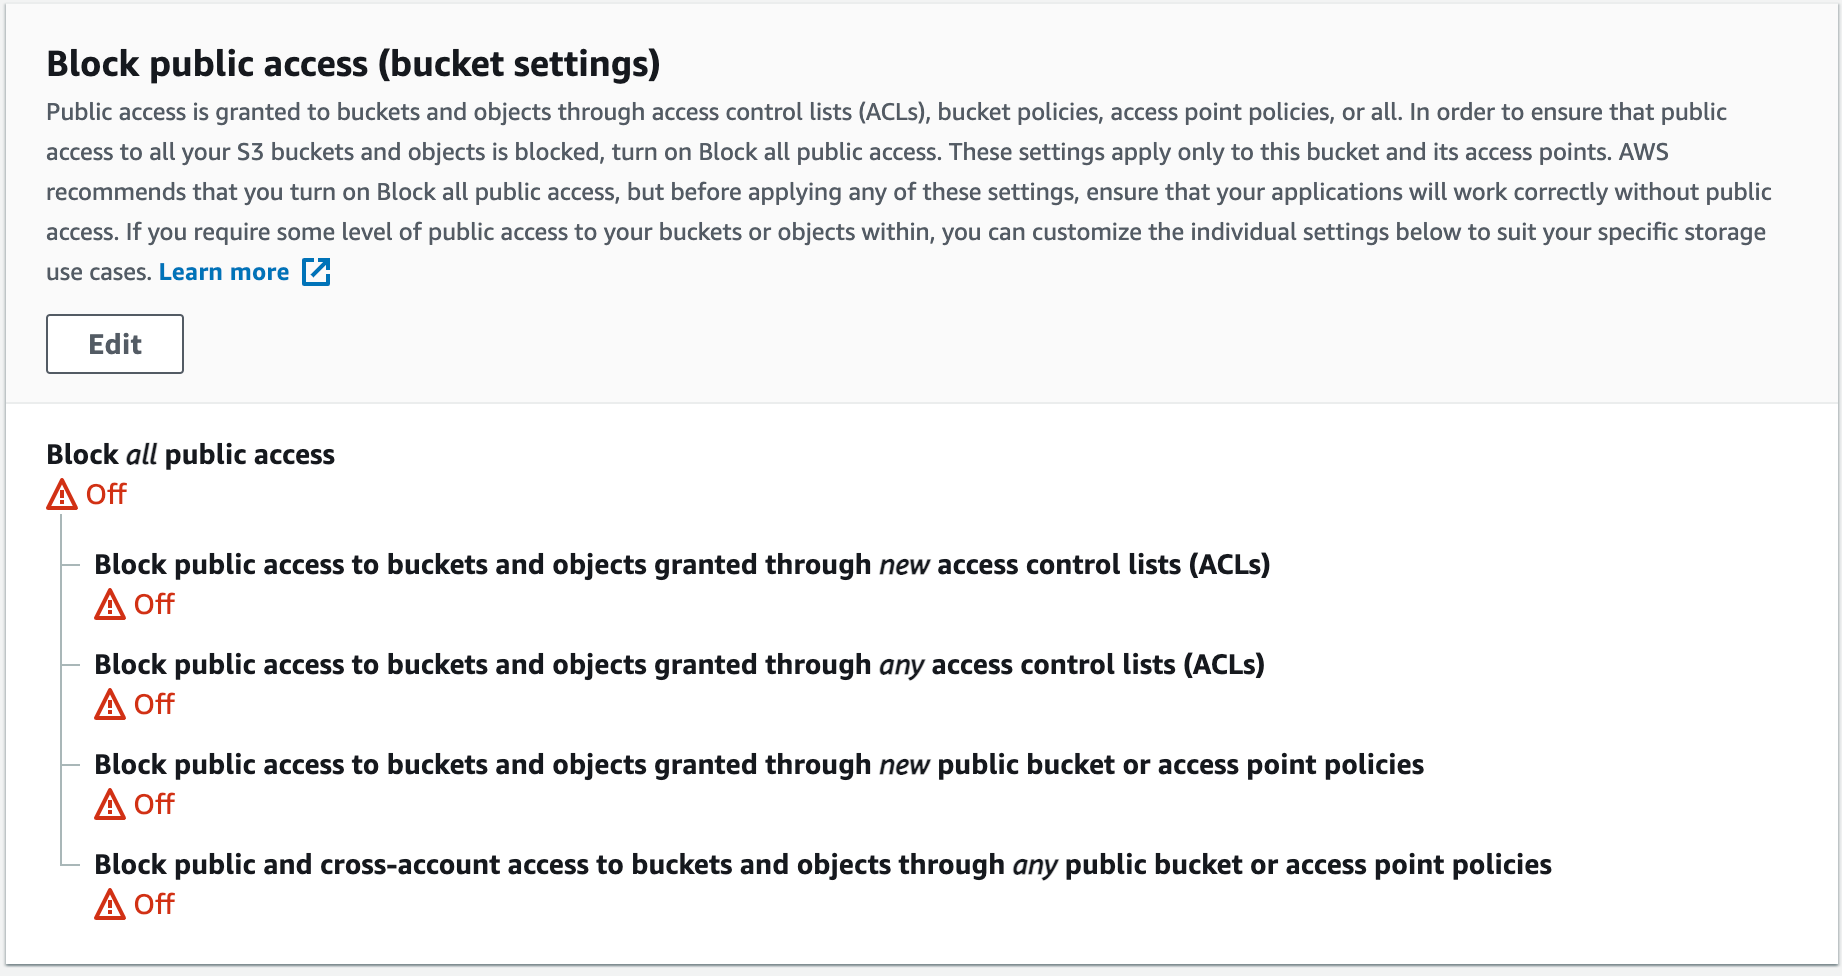 Block public access (bucket settings)
Public access is granted to buckets and objects through access control lists (ACLs), bucket policies, access point policies, or all. In order to ensure that public
access to all your S3 buckets and objects is blocked, turn on Block all public access. These settings apply only to this bucket and its access points. AWS
recommends that you turn on Block all public access, but before applying any of these settings, ensure that your applications will work correctly without public
access. If you require some level of public access to your buckets or objects within, you can customize the individual settings below to suit your specific storage
use cases. Learn more
Edit
Block all public access
Off
Block public access to buckets and objects granted through new access control lists (ACLs)
Off
Block public access to buckets and objects granted through any access control lists (ACLs)
Off
Block public access to buckets and objects granted through new public bucket or access point policies
Off
Block public and cross-account access to buckets and objects through any public bucket or access point policies
Off